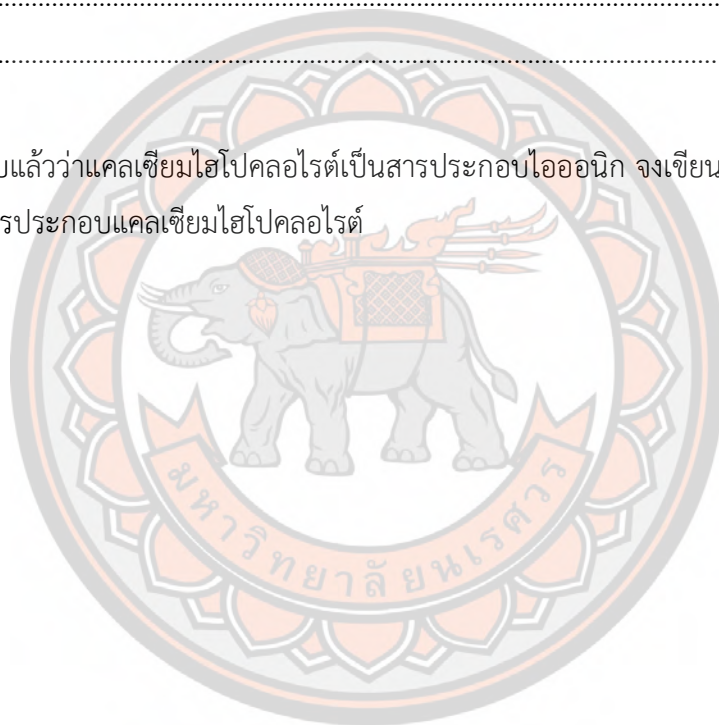 ....................................................................................................
....................................................................................................
บแล้วว่าแคลเซียมไฮโปคลอไรต์เป็นสารประกอบไอออนิก จงเขียน
รประกอบแคลเซียมไฮโปคลอไรต์
มหาวิทยาลัยนเรศวร